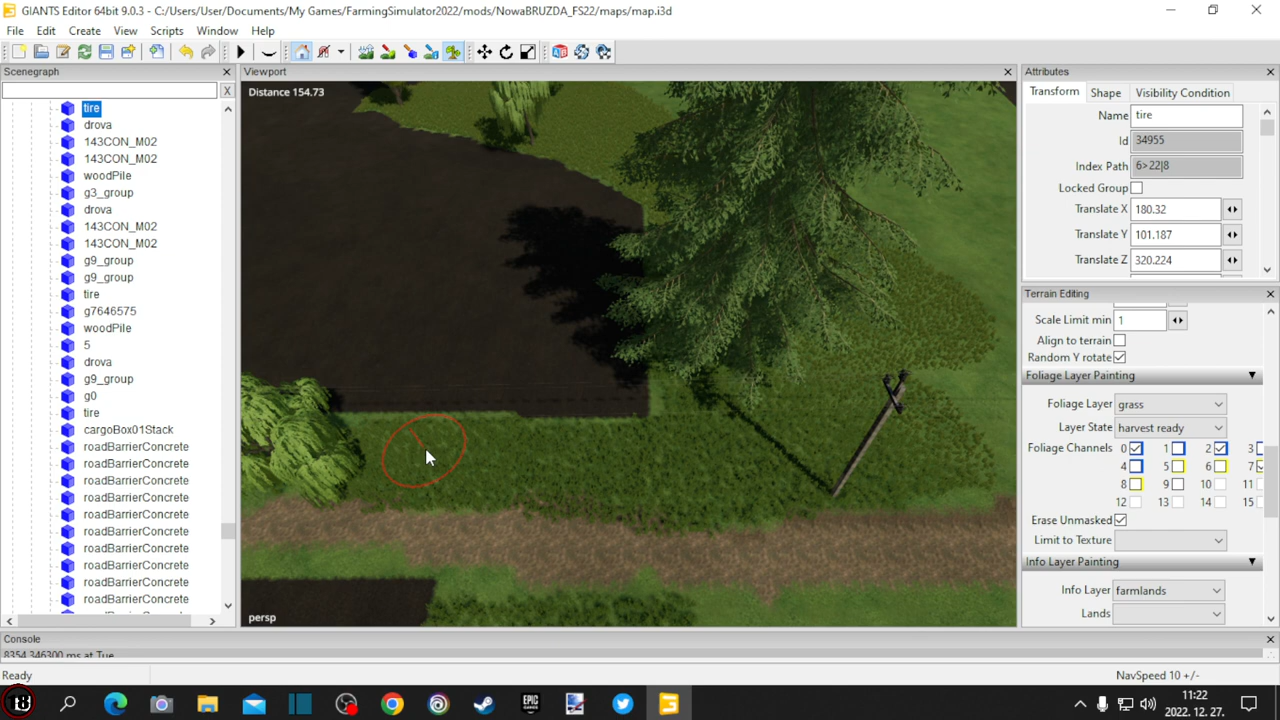 GIANTS Editor 64bit 9.0.3 - C:/Users/User/Documents/My Games/FarmingSimulator2022/mods/NowaBRUZDA_FS22/maps/map.i3d
File Edit Create View Scripts Window Help
Scenegraph
X
tire
drova
143CON_M02
143CON_M02
woodPile
g3_group
drova
143CON_M02
143CON_M02
g9_group
g9_group
tire
g7646575
woodPile
5
drova
g9_group
g0
tire
cargoBox01Stack
roadBarrierConcrete
roadBarrierConcrete
roadBarrierConcrete
roadBarrierConcrete
roadBarrierConcrete
roadBarrierConcrete
roadBarrierConcrete
roadBarrierConcrete
roadBarrierConcrete
roadBarrierConcrete
Viewport
Distance 154.73
persp
Attributes
Transform Shape Visibility Condition
Name tire
Id 34955
Index Path 6>22|8
Locked Group
Translate X 180.32
Translate Y 101.187
Translate Z 320.224
Terrain Editing
Scale Limit min 1
Align to terrain
Random Y rotate
Foliage Layer Painting
Foliage Layer grass
Layer State harvest ready
Foliage Channels 0 1 2 3
4 5 6 7
8 9 10 11
12 13 14 15
Erase Unmasked
Limit to Texture
Info Layer Painting
Info Layer farmlands
Lands
Console
8354.346300 ms at Tue
Ready
NavSpeed 10 +/-
EPIC GAMES
11:22
2022. 12. 27.